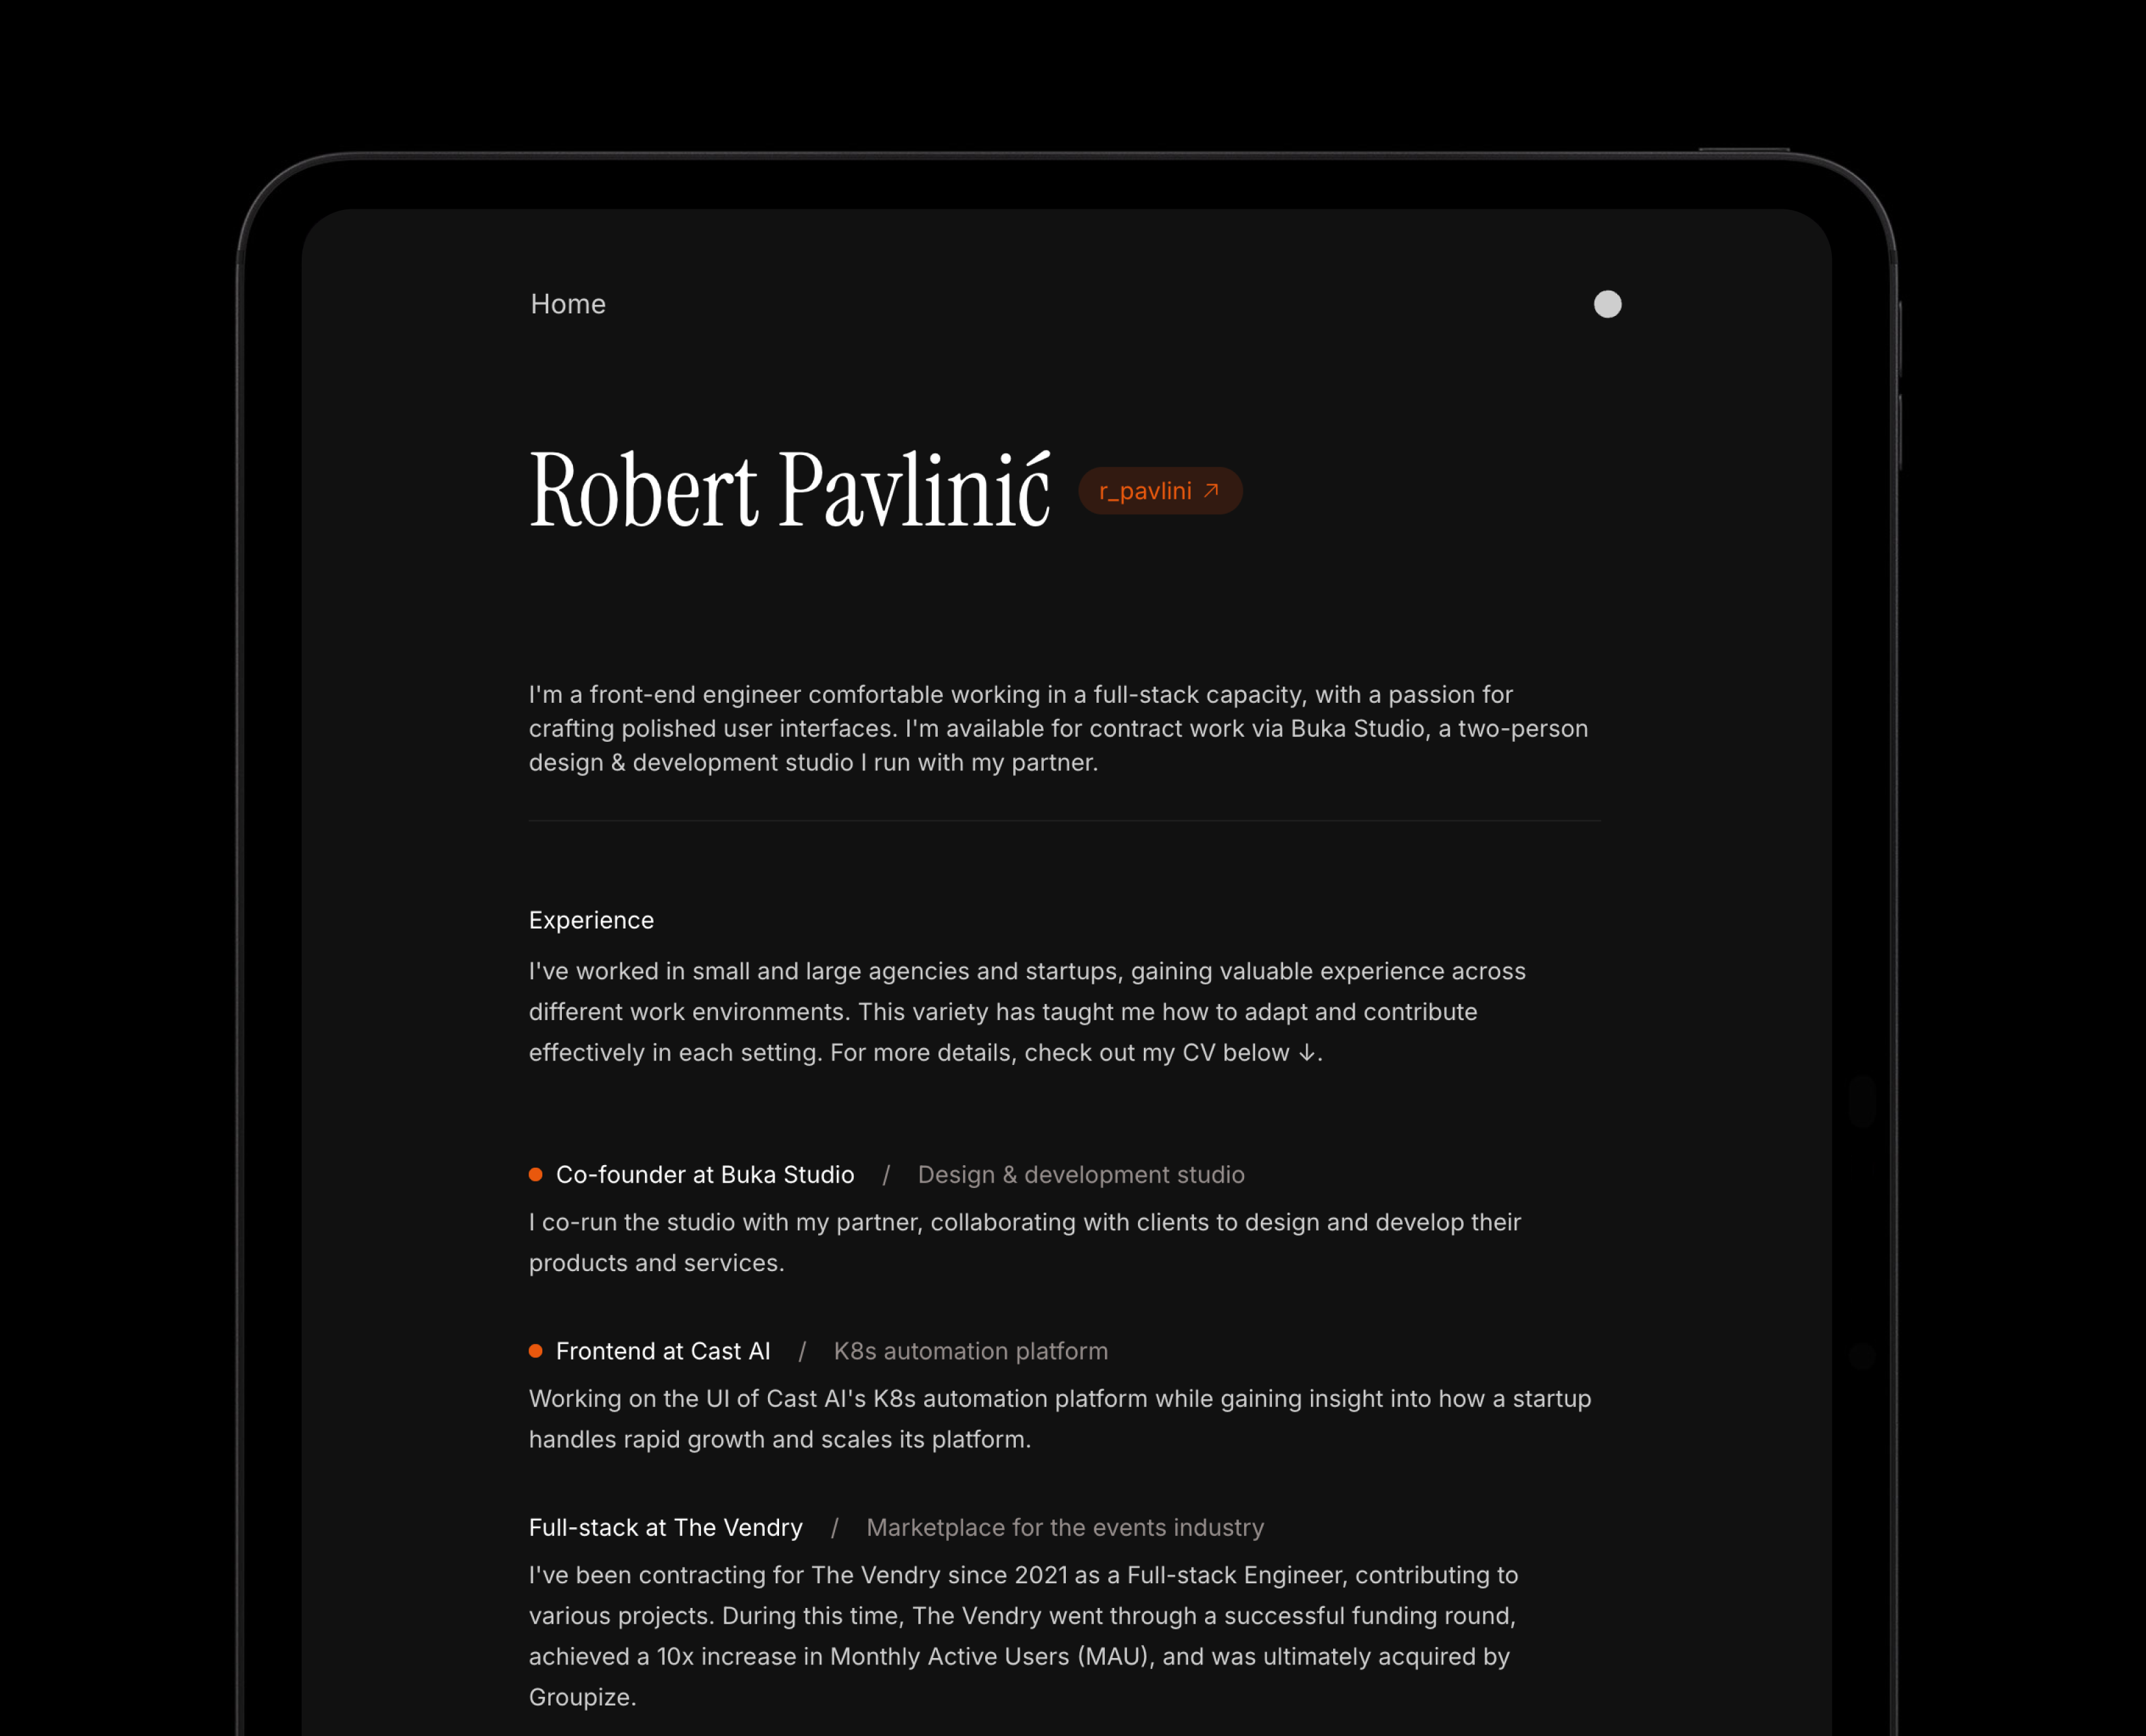 Home
Robert Pavlinić r_pavlini ↗
I'm a front-end engineer comfortable working in a full-stack capacity, with a passion for
crafting polished user interfaces. I'm available for contract work via Buka Studio, a two-person
design & development studio I run with my partner.
Experience
I've worked in small and large agencies and startups, gaining valuable experience across
different work environments. This variety has taught me how to adapt and contribute
effectively in each setting. For more details, check out my CV below ↓.
Co-founder at Buka Studio / Design & development studio
I co-run the studio with my partner, collaborating with clients to design and develop their
products and services.
Frontend at Cast AI / K8s automation platform
Working on the UI of Cast AI's K8s automation platform while gaining insight into how a startup
handles rapid growth and scales its platform.
Full-stack at The Vendry / Marketplace for the events industry
I've been contracting for The Vendry since 2021 as a Full-stack Engineer, contributing to
various projects. During this time, The Vendry went through a successful funding round,
achieved a 10x increase in Monthly Active Users (MAU), and was ultimately acquired by
Groupize.